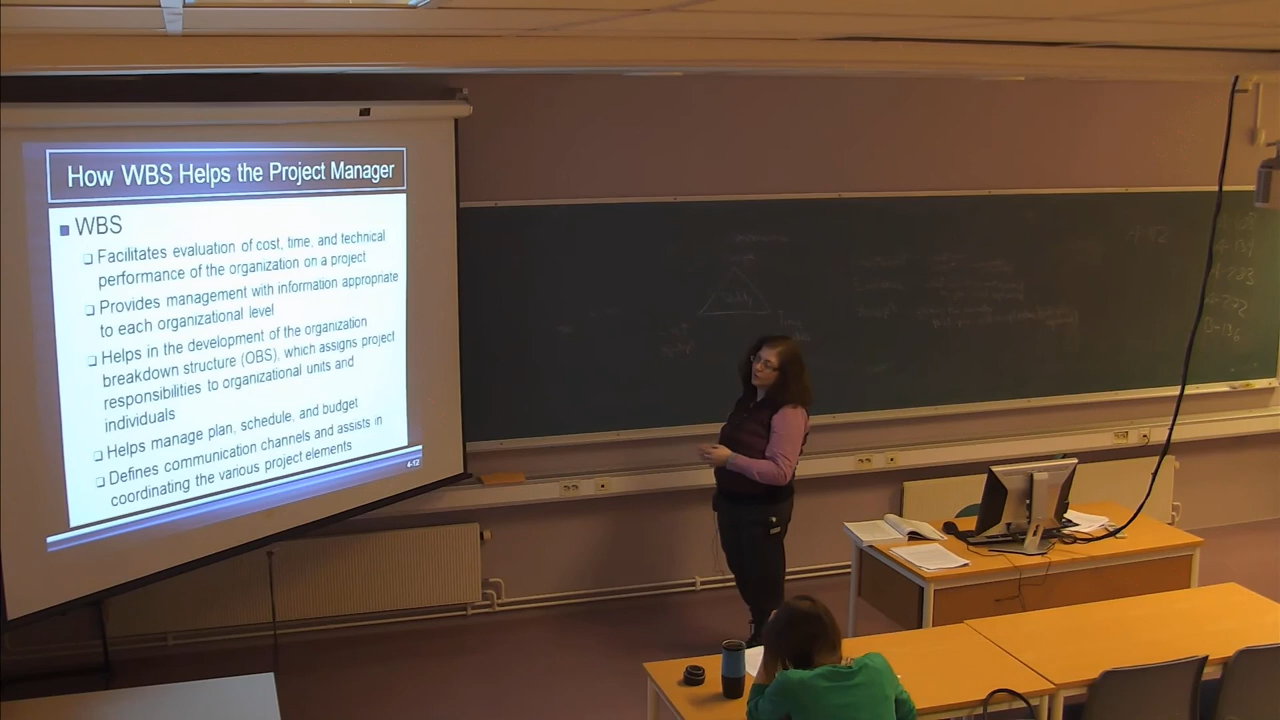 How WBS Helps the Project Manager
WBS
Facilitates evaluation of cost, time, and technical
performance of the organization on a project
Provides management with information appropriate
to each organizational level
Helps in the development of the organization
breakdown structure (OBS), which assigns project
responsibilities to organizational units and
individuals
Helps manage plan, schedule, and budget
Defines communication channels and assists in
coordinating the various project elements
4-12
Time